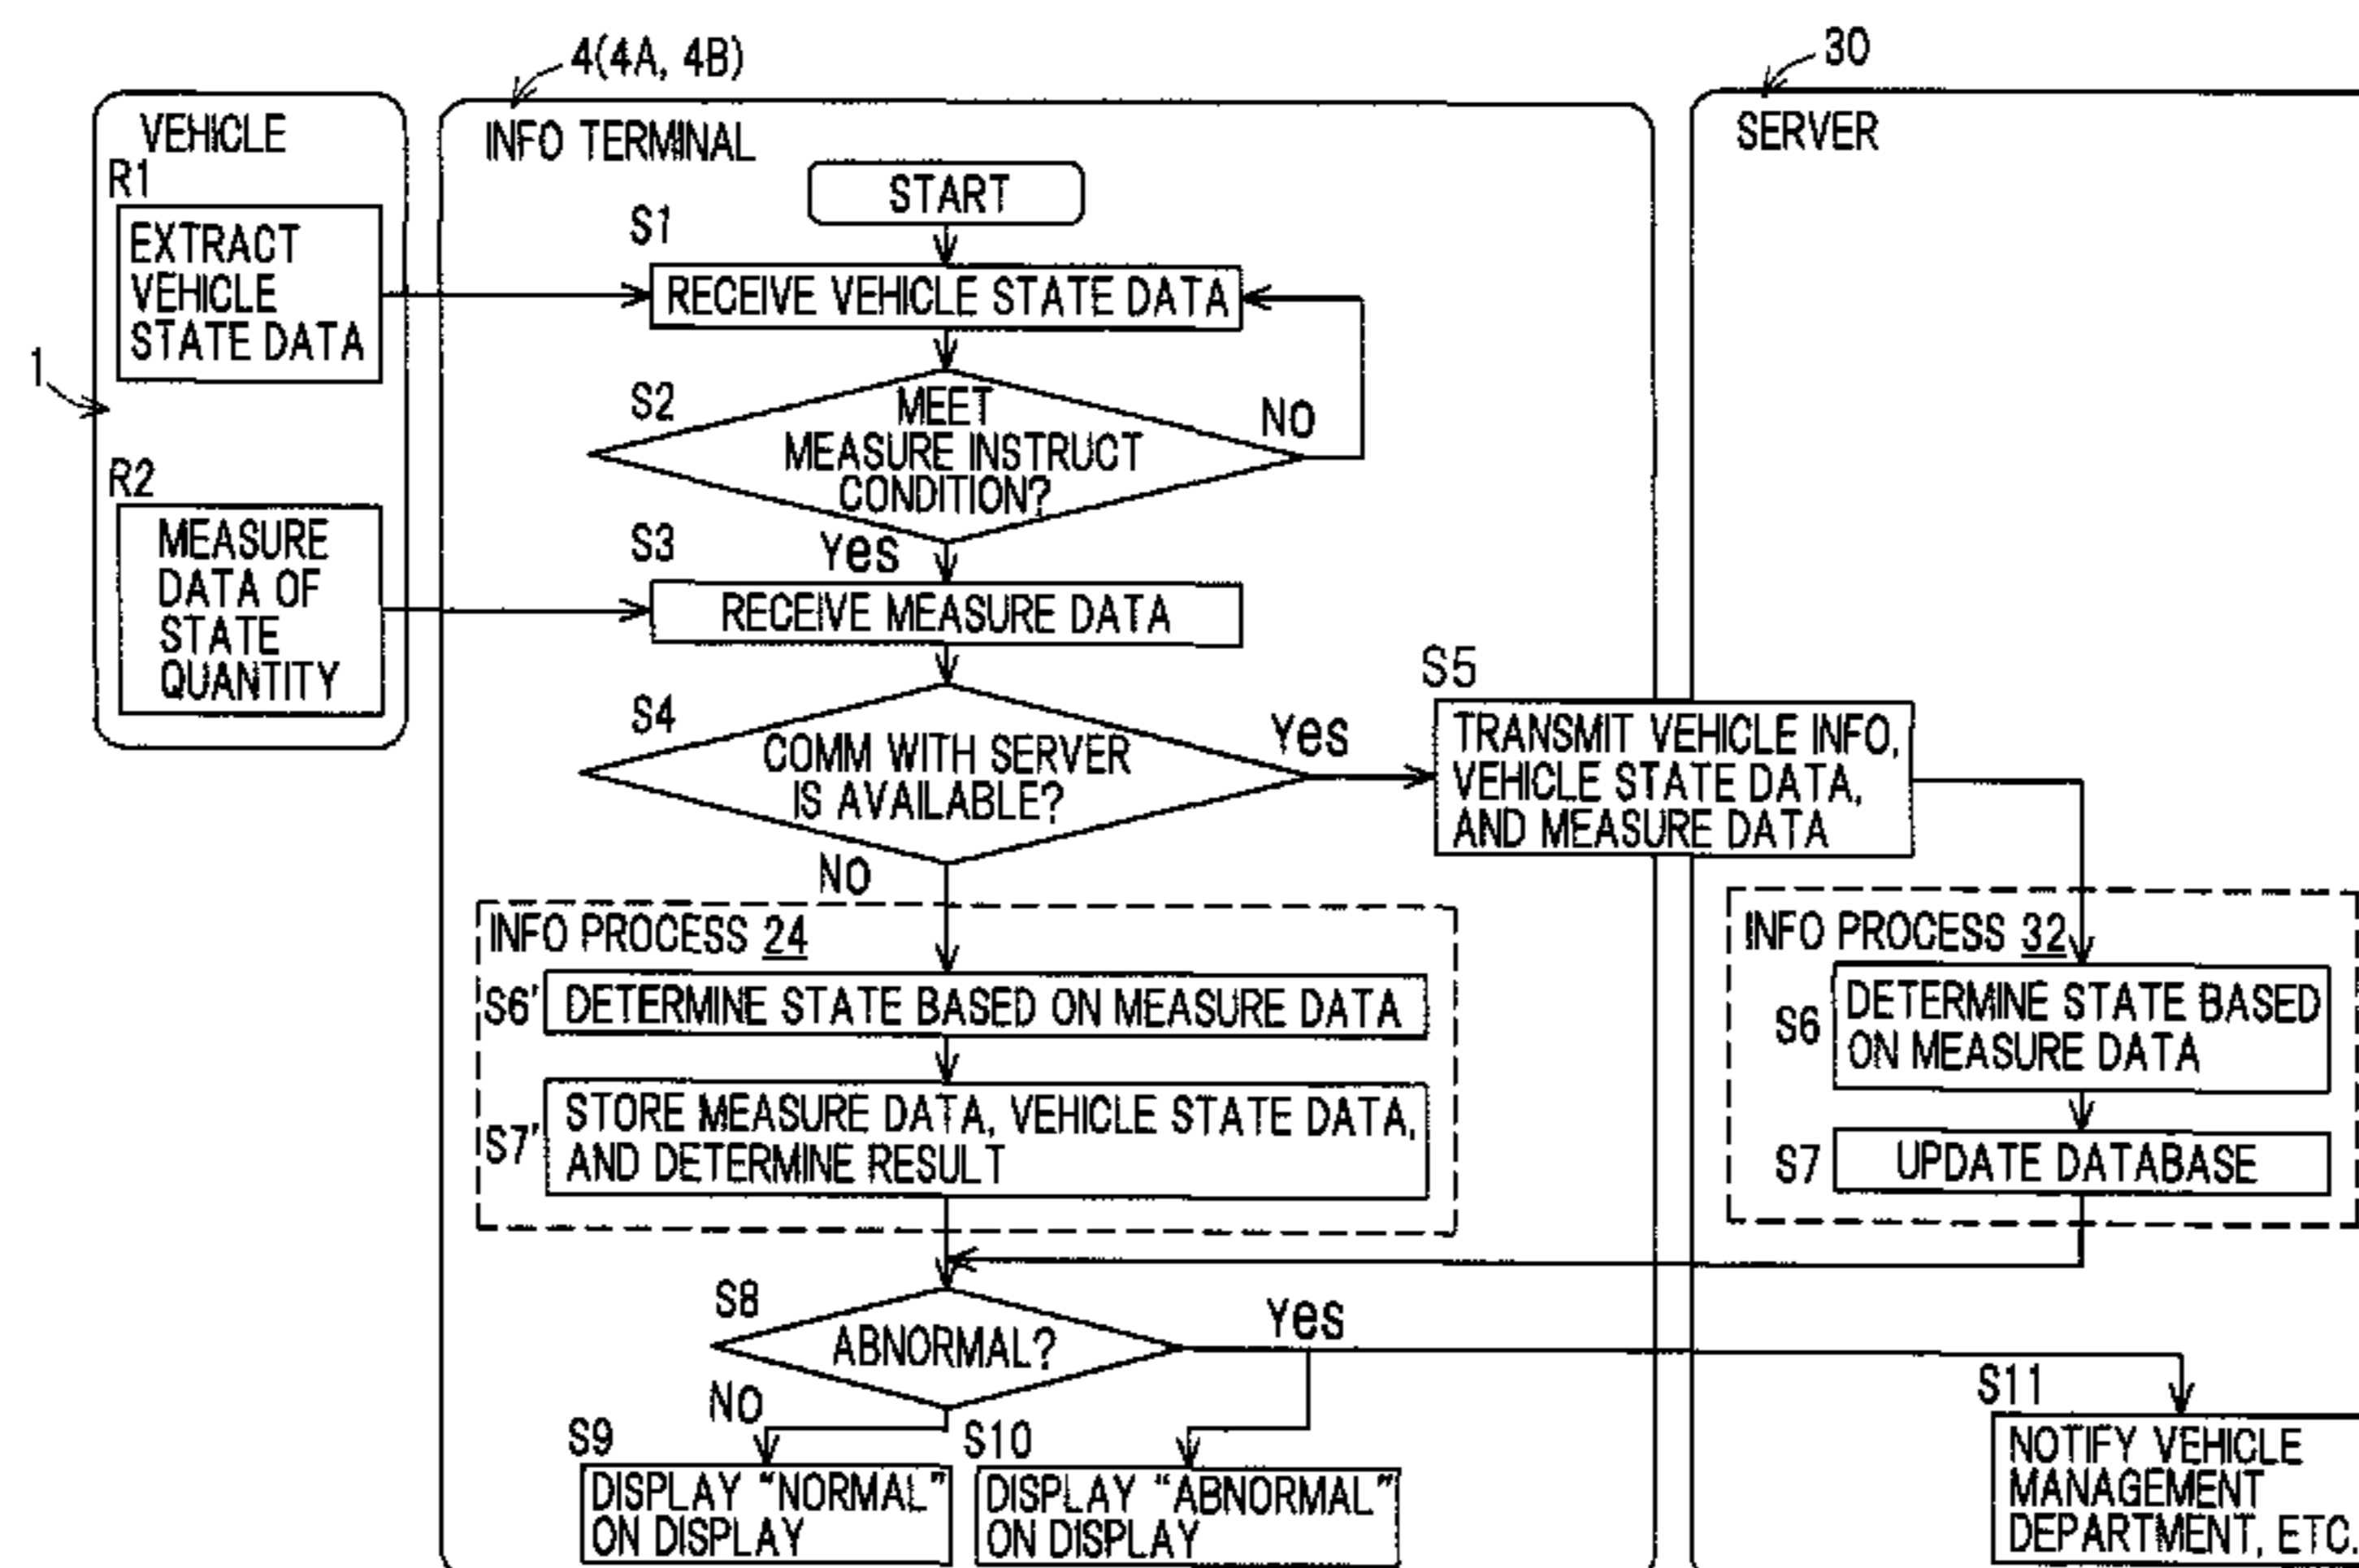 4(4A, 4B)
30
VEHICLE
INFO TERMINAL
SERVER
R1
EXTRACT
VEHICLE
STATE DATA
1
R2
MEASURE
DATA OF
STATE
QUANTITY
START
S1
RECEIVE VEHICLE STATE DATA
S2
MEET
MEASURE INSTRUCT
CONDITION?
No
Yes
S3
RECEIVE MEASURE DATA
S4
COMM WITH SERVER
IS AVAILABLE?
Yes
No
S5
TRANSMIT VEHICLE INFO,
VEHICLE STATE DATA,
AND MEASURE DATA
INFO PROCESS 24
S6'
DETERMINE STATE BASED ON MEASURE DATA
S7'
STORE MEASURE DATA, VEHICLE STATE DATA,
AND DETERMINE RESULT
INFO PROCESS 32
S6
DETERMINE STATE BASED
ON MEASURE DATA
S7
UPDATE DATABASE
S8
ABNORMAL?
Yes
No
S9
DISPLAY “NORMAL”
ON DISPLAY
S10
DISPLAY “ABNORMAL”
ON DISPLAY
S11
NOTIFY VEHICLE
MANAGEMENT
DEPARTMENT, ETC.